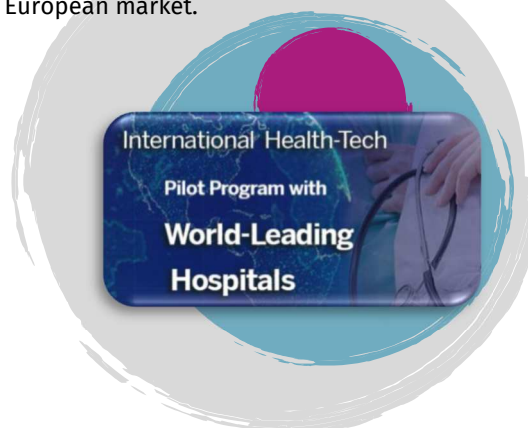 European market.
International Health-Tech
Pilot Program with
World-Leading
Hospitals